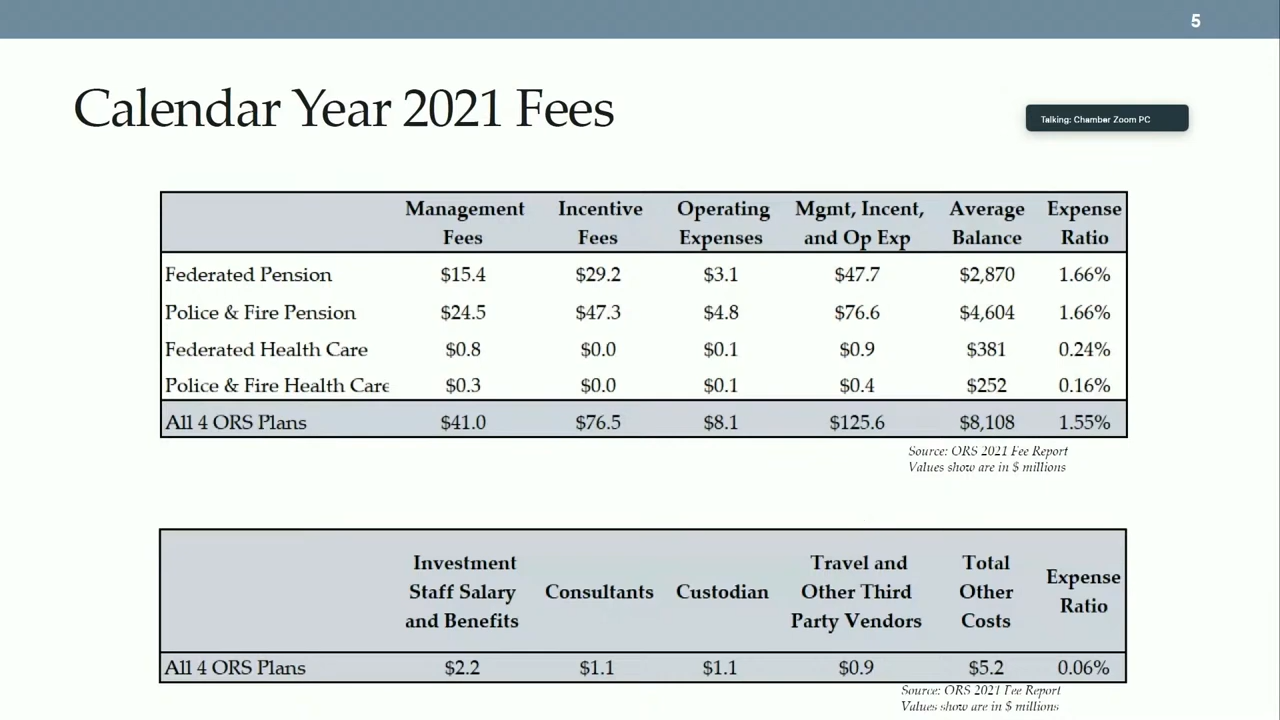 5
Calendar Year 2021 Fees
Talking: Chamber Zoom PC
Management Incentive Operating Mgmt, Incent, Average Expense
Fees Fees Expenses and Op Exp Balance Ratio
Federated Pension $15.4 $29.2 $3.1 $47.7 $2,870 1.66%
Police & Fire Pension $24.5 $47.3 $4.8 $76.6 $4,604 1.66%
Federated Health Care $0.8 $0.0 $0.1 $0.9 $381 0.24%
Police & Fire Health Care $0.3 $0.0 $0.1 $0.4 $252 0.16%
All 4 ORS Plans $41.0 $76.5 $8.1 $125.6 $8,108 1.55%
Source: ORS 2021 Fee Report
Values show are in $ millions
Investment Travel and Total
Staff Salary Consultants Custodian Other Third Other Expense
and Benefits Party Vendors Costs Ratio
All 4 ORS Plans $2.2 $1.1 $1.1 $0.9 $5.2 0.06%
Source: ORS 2021 Fee Report
Values show are in $ millions